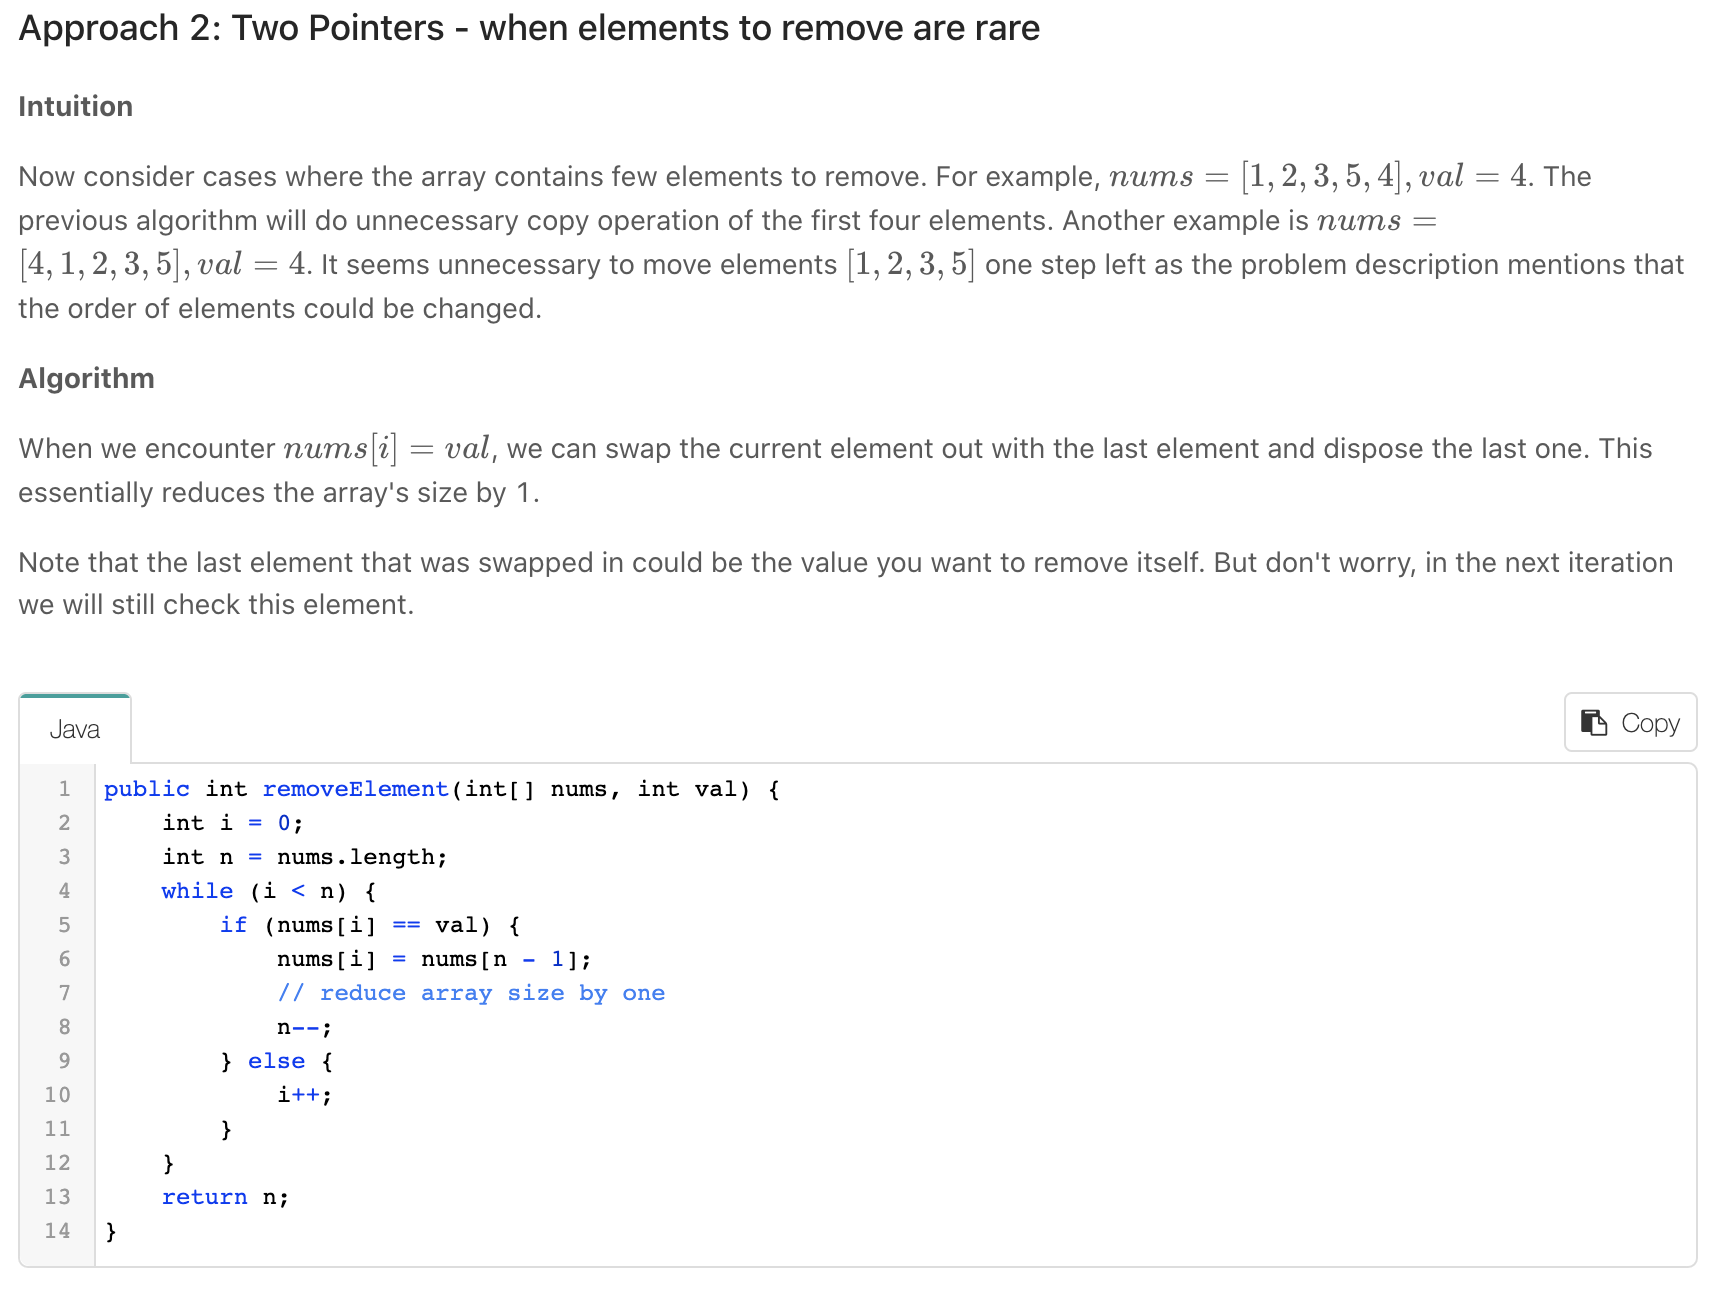 Approach 2: Two Pointers - when elements to remove are rare
Intuition
Now consider cases where the array contains few elements to remove. For example, nums = [1, 2, 3, 5, 4], val = 4. The
previous algorithm will do unnecessary copy operation of the first four elements. Another example is nums =
[4, 1, 2, 3, 5], val = 4. It seems unnecessary to move elements [1, 2, 3, 5] one step left as the problem description mentions that
the order of elements could be changed.
Algorithm
When we encounter nums[i] = val, we can swap the current element out with the last element and dispose the last one. This
essentially reduces the array's size by 1.
Note that the last element that was swapped in could be the value you want to remove itself. But don't worry, in the next iteration
we will still check this element.
Java
Copy
1 public int removeElement(int[] nums, int val) {
2     int i = 0;
3     int n = nums.length;
4     while (i < n) {
5         if (nums[i] == val) {
6             nums[i] = nums[n - 1];
7             // reduce array size by one
8             n--;
9         } else {
10             i++;
11         }
12     }
13     return n;
14 }